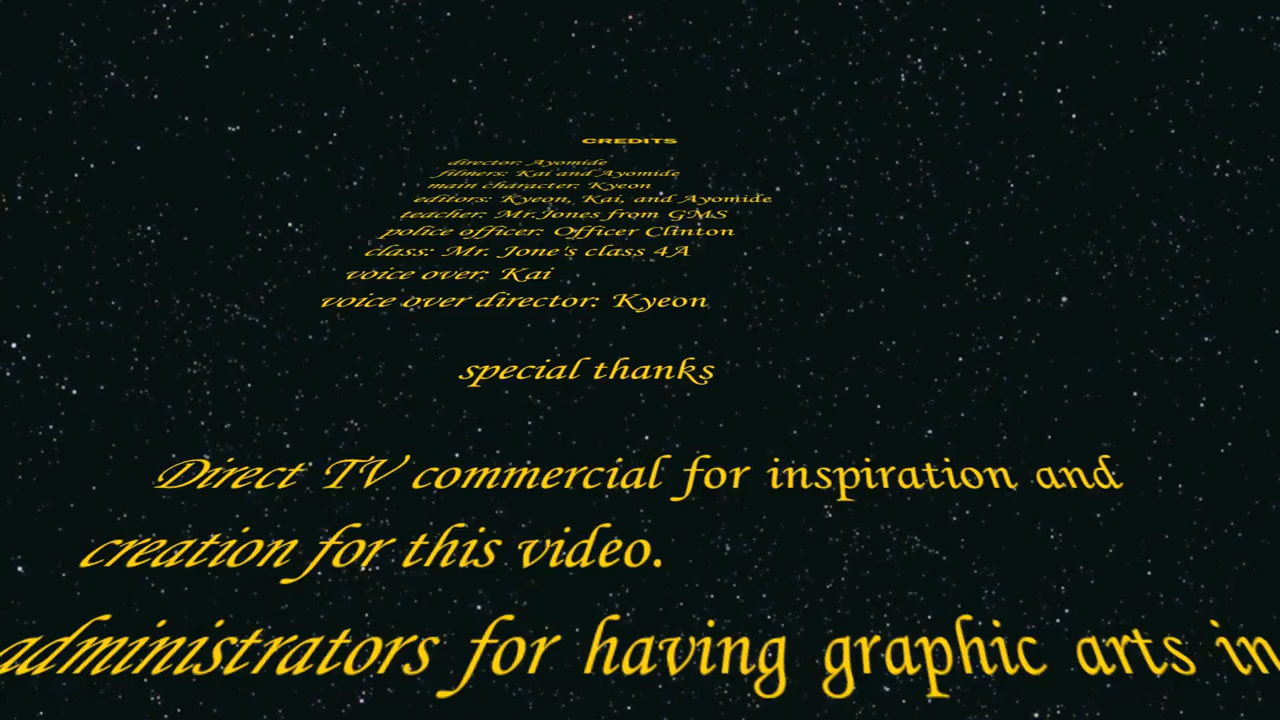 CREDITS
director: Ayomide
filmers: Kai and Ayomide
main character: Kyeon
editors: Kyeon, Kai, and Ayomide
teacher: Mr.Jones from GMS
police officer: Officer Clinton
class: Mr. Jone's class 4A
voice over: Kai
voice over director: Kyeon
special thanks
Direct TV commercial for inspiration and
creation for this video.
administrators for having graphic arts in